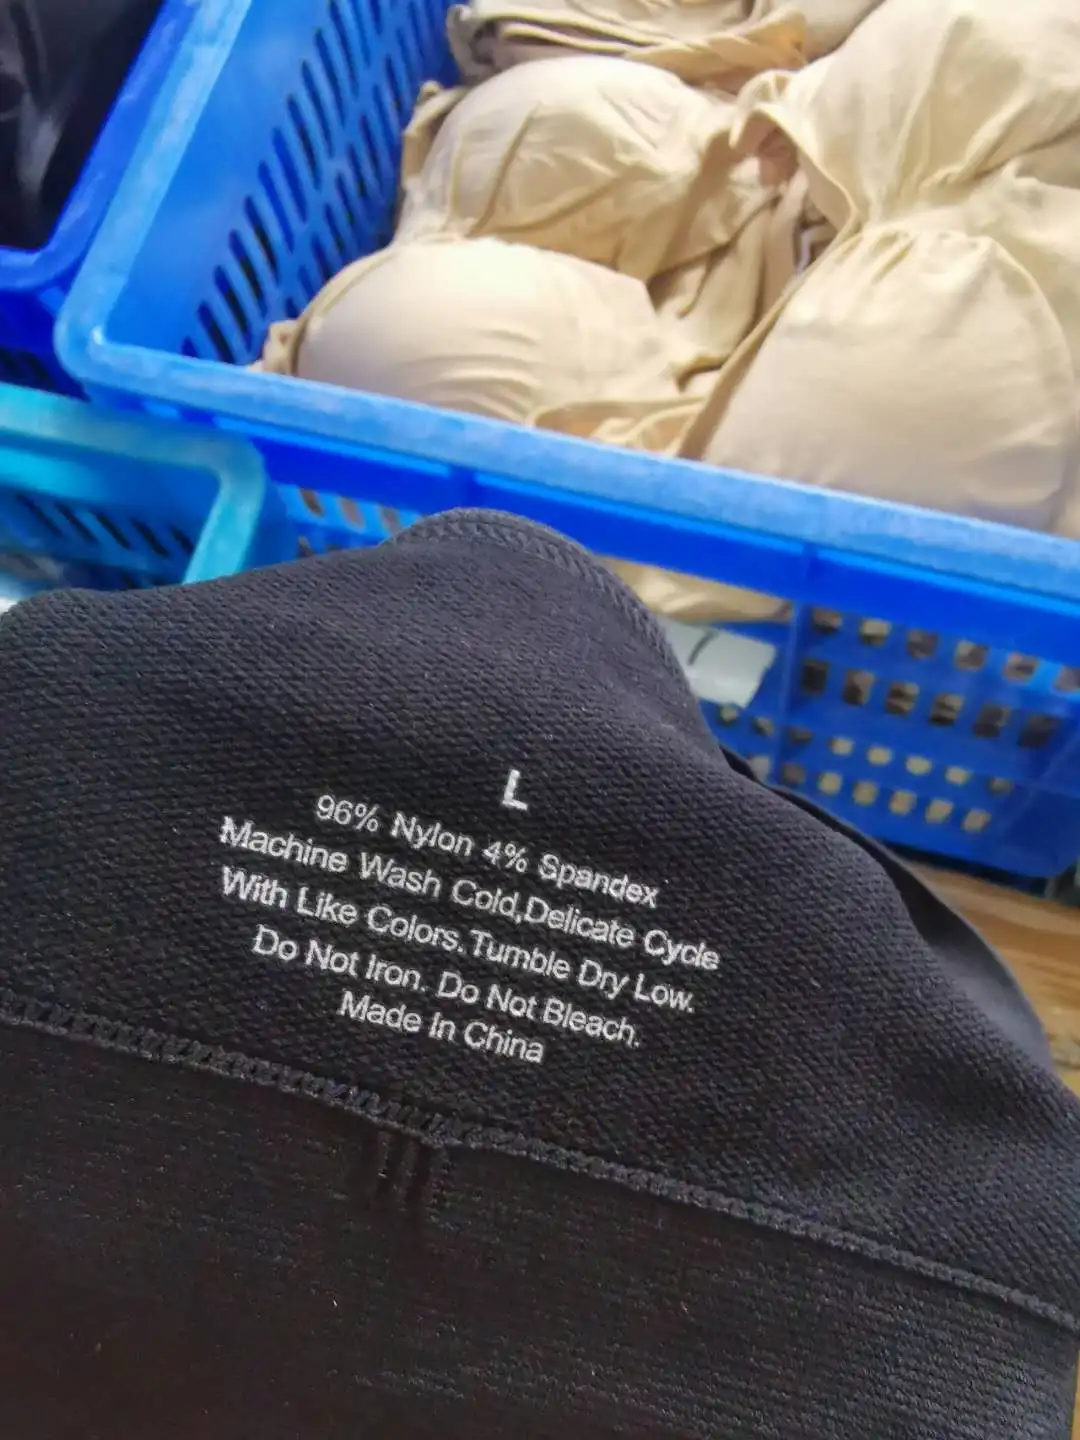 L
96% Nylon 4% Spandex
Machine Wash Cold,Delicate Cycle
With Like Colors. Tumble Dry Low.
Do Not Iron. Do Not Bleach.
Made In China